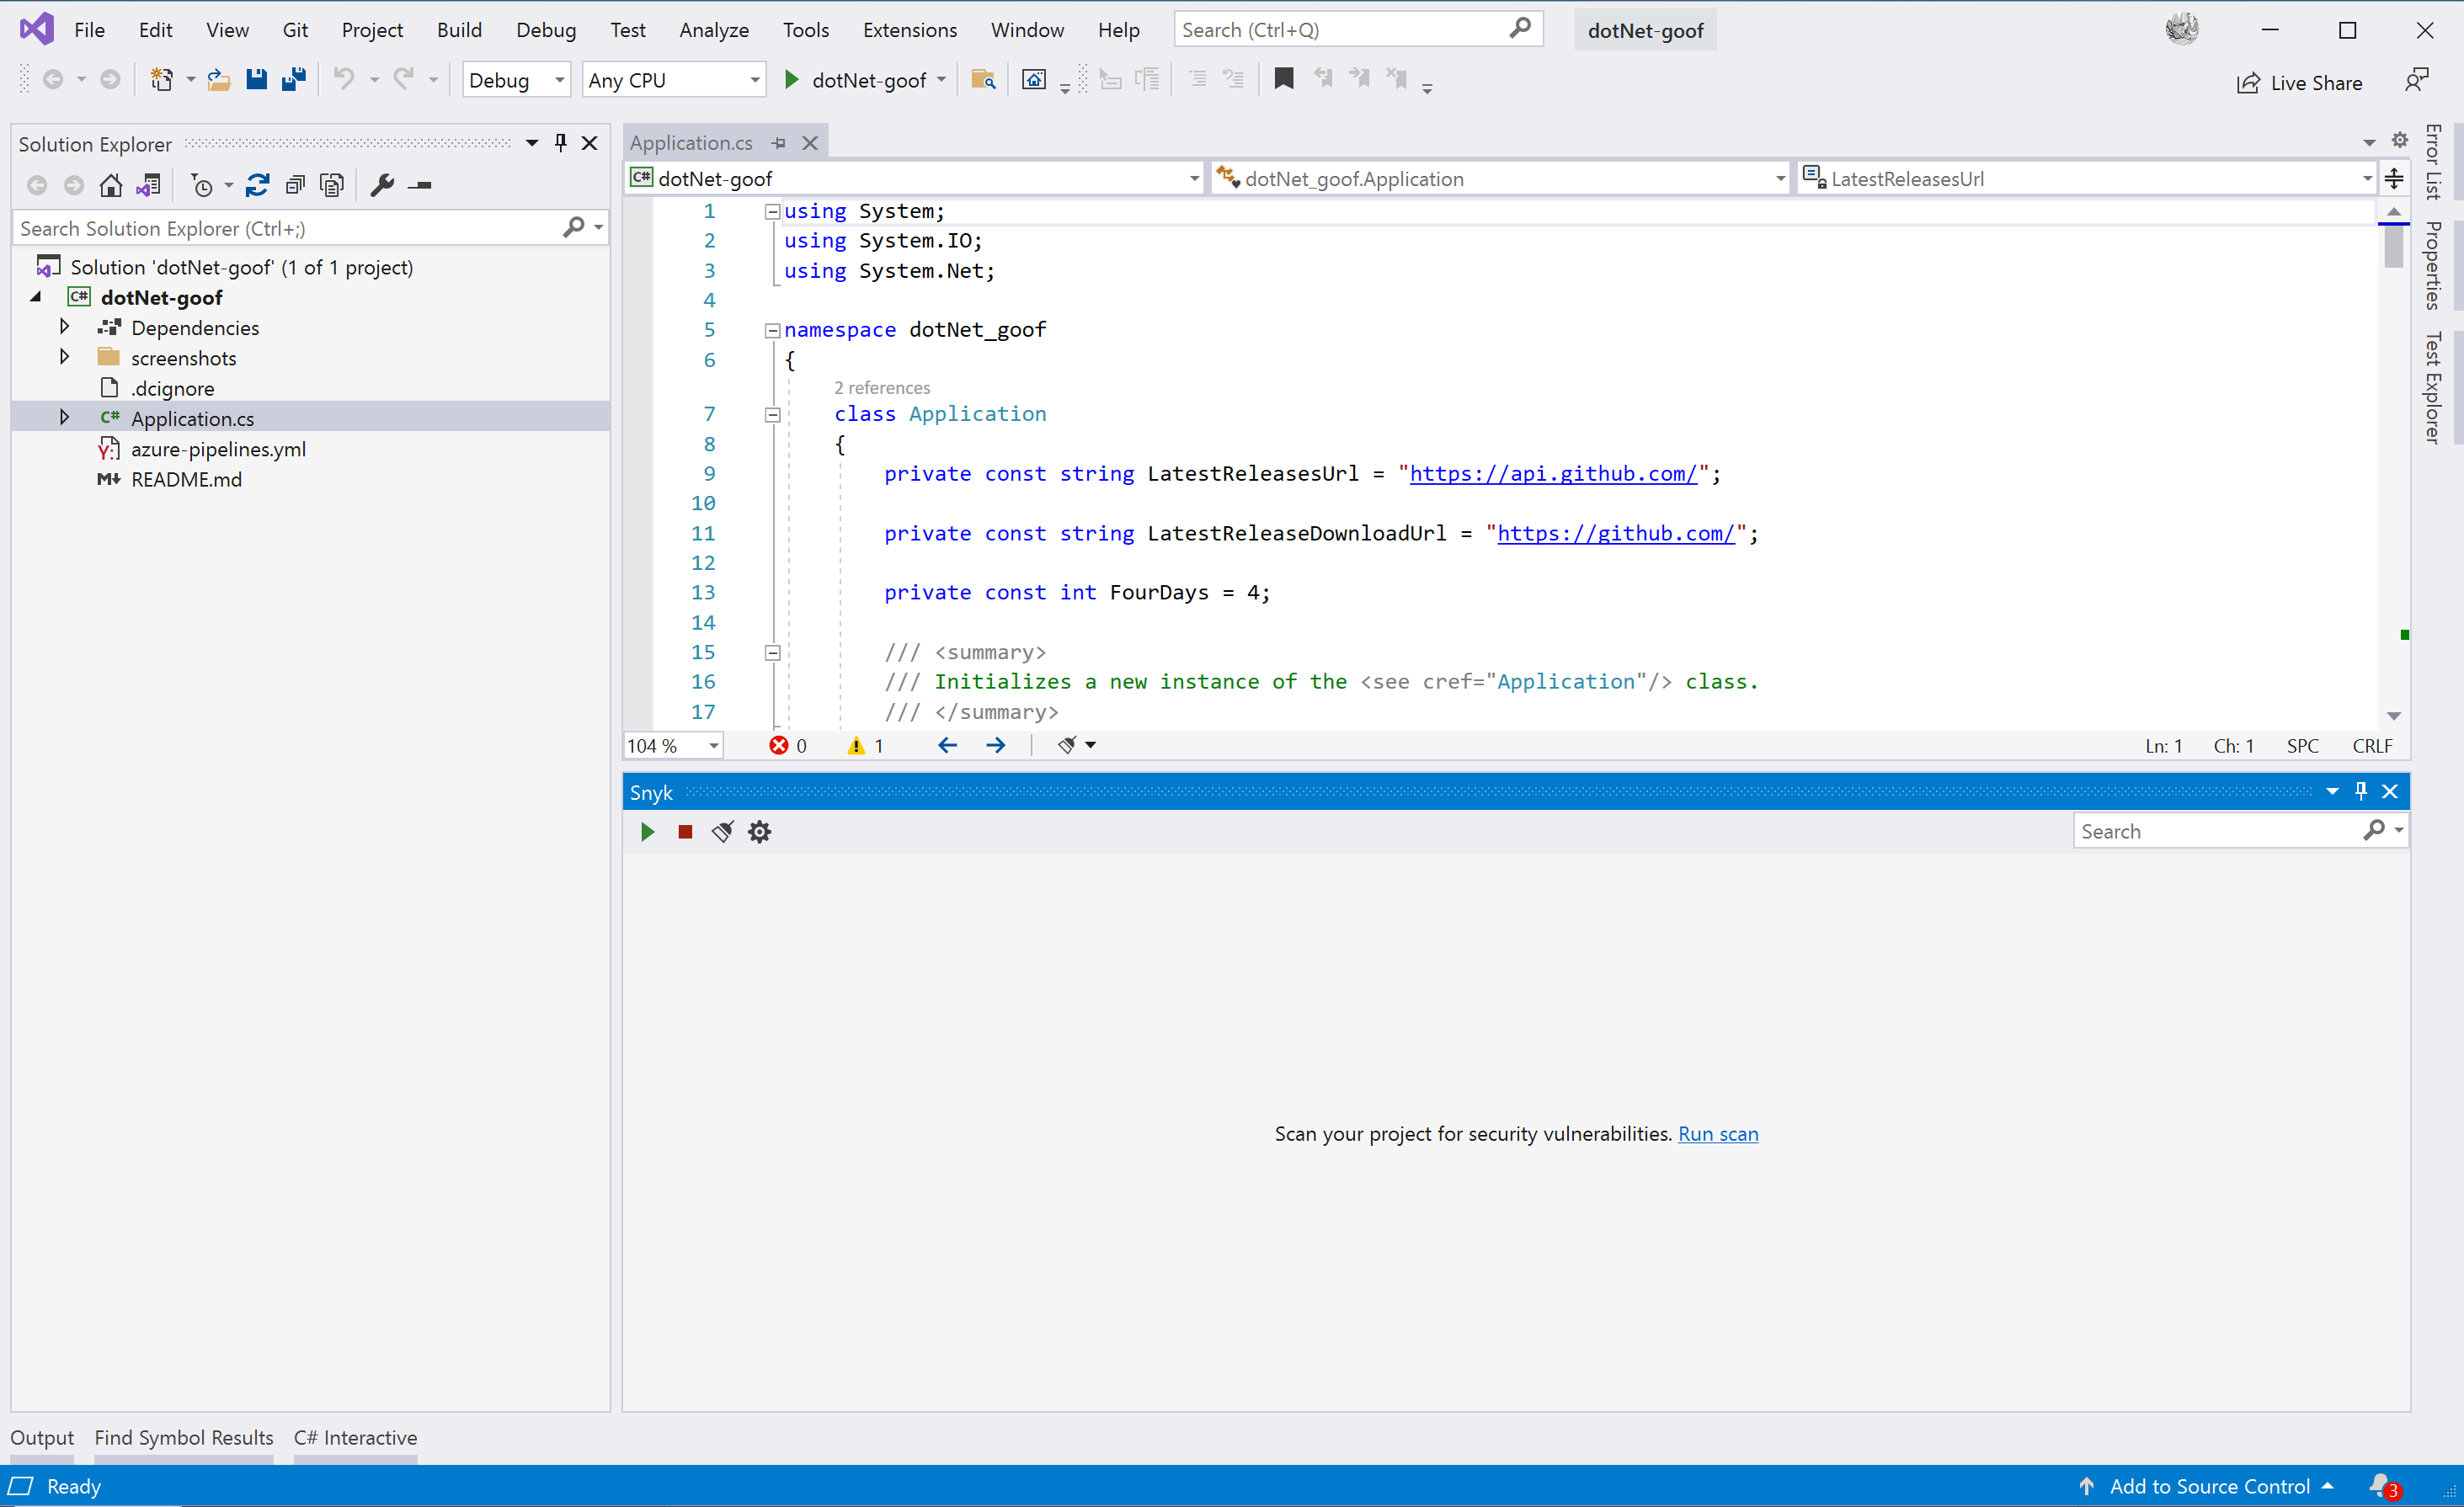 File Edit View Git Project Build Debug Test Analyze Tools Extensions Window Help Search (Ctrl+Q) dotNet-goof
Debug Any CPU dotNet-goof Live Share
Solution Explorer
Search Solution Explorer (Ctrl+;)
Solution 'dotNet-goof' (1 of 1 project)
C# dotNet-goof
Dependencies
screenshots
.dcignore
C# Application.cs
Y: azure-pipelines.yml
M README.md
Application.cs
C# dotNet-goof dotNet_goof.Application LatestReleasesUrl
1 using System;
2 using System.IO;
3 using System.Net;
4
5 namespace dotNet_goof
6 {
2 references
7 class Application
8 {
9 private const string LatestReleasesUrl = "https://api.github.com/";
10
11 private const string LatestReleaseDownloadUrl = "https://github.com/";
12
13 private const int FourDays = 4;
14
15 /// <summary>
16 /// Initializes a new instance of the <see cref="Application"/> class.
17 /// </summary>
104 % 0 1 Ln: 1 Ch: 1 SPC CRLF
Snyk
Search
Scan your project for security vulnerabilities. Run scan
Error List
Properties
Test Explorer
Output Find Symbol Results C# Interactive
Ready Add to Source Control 3